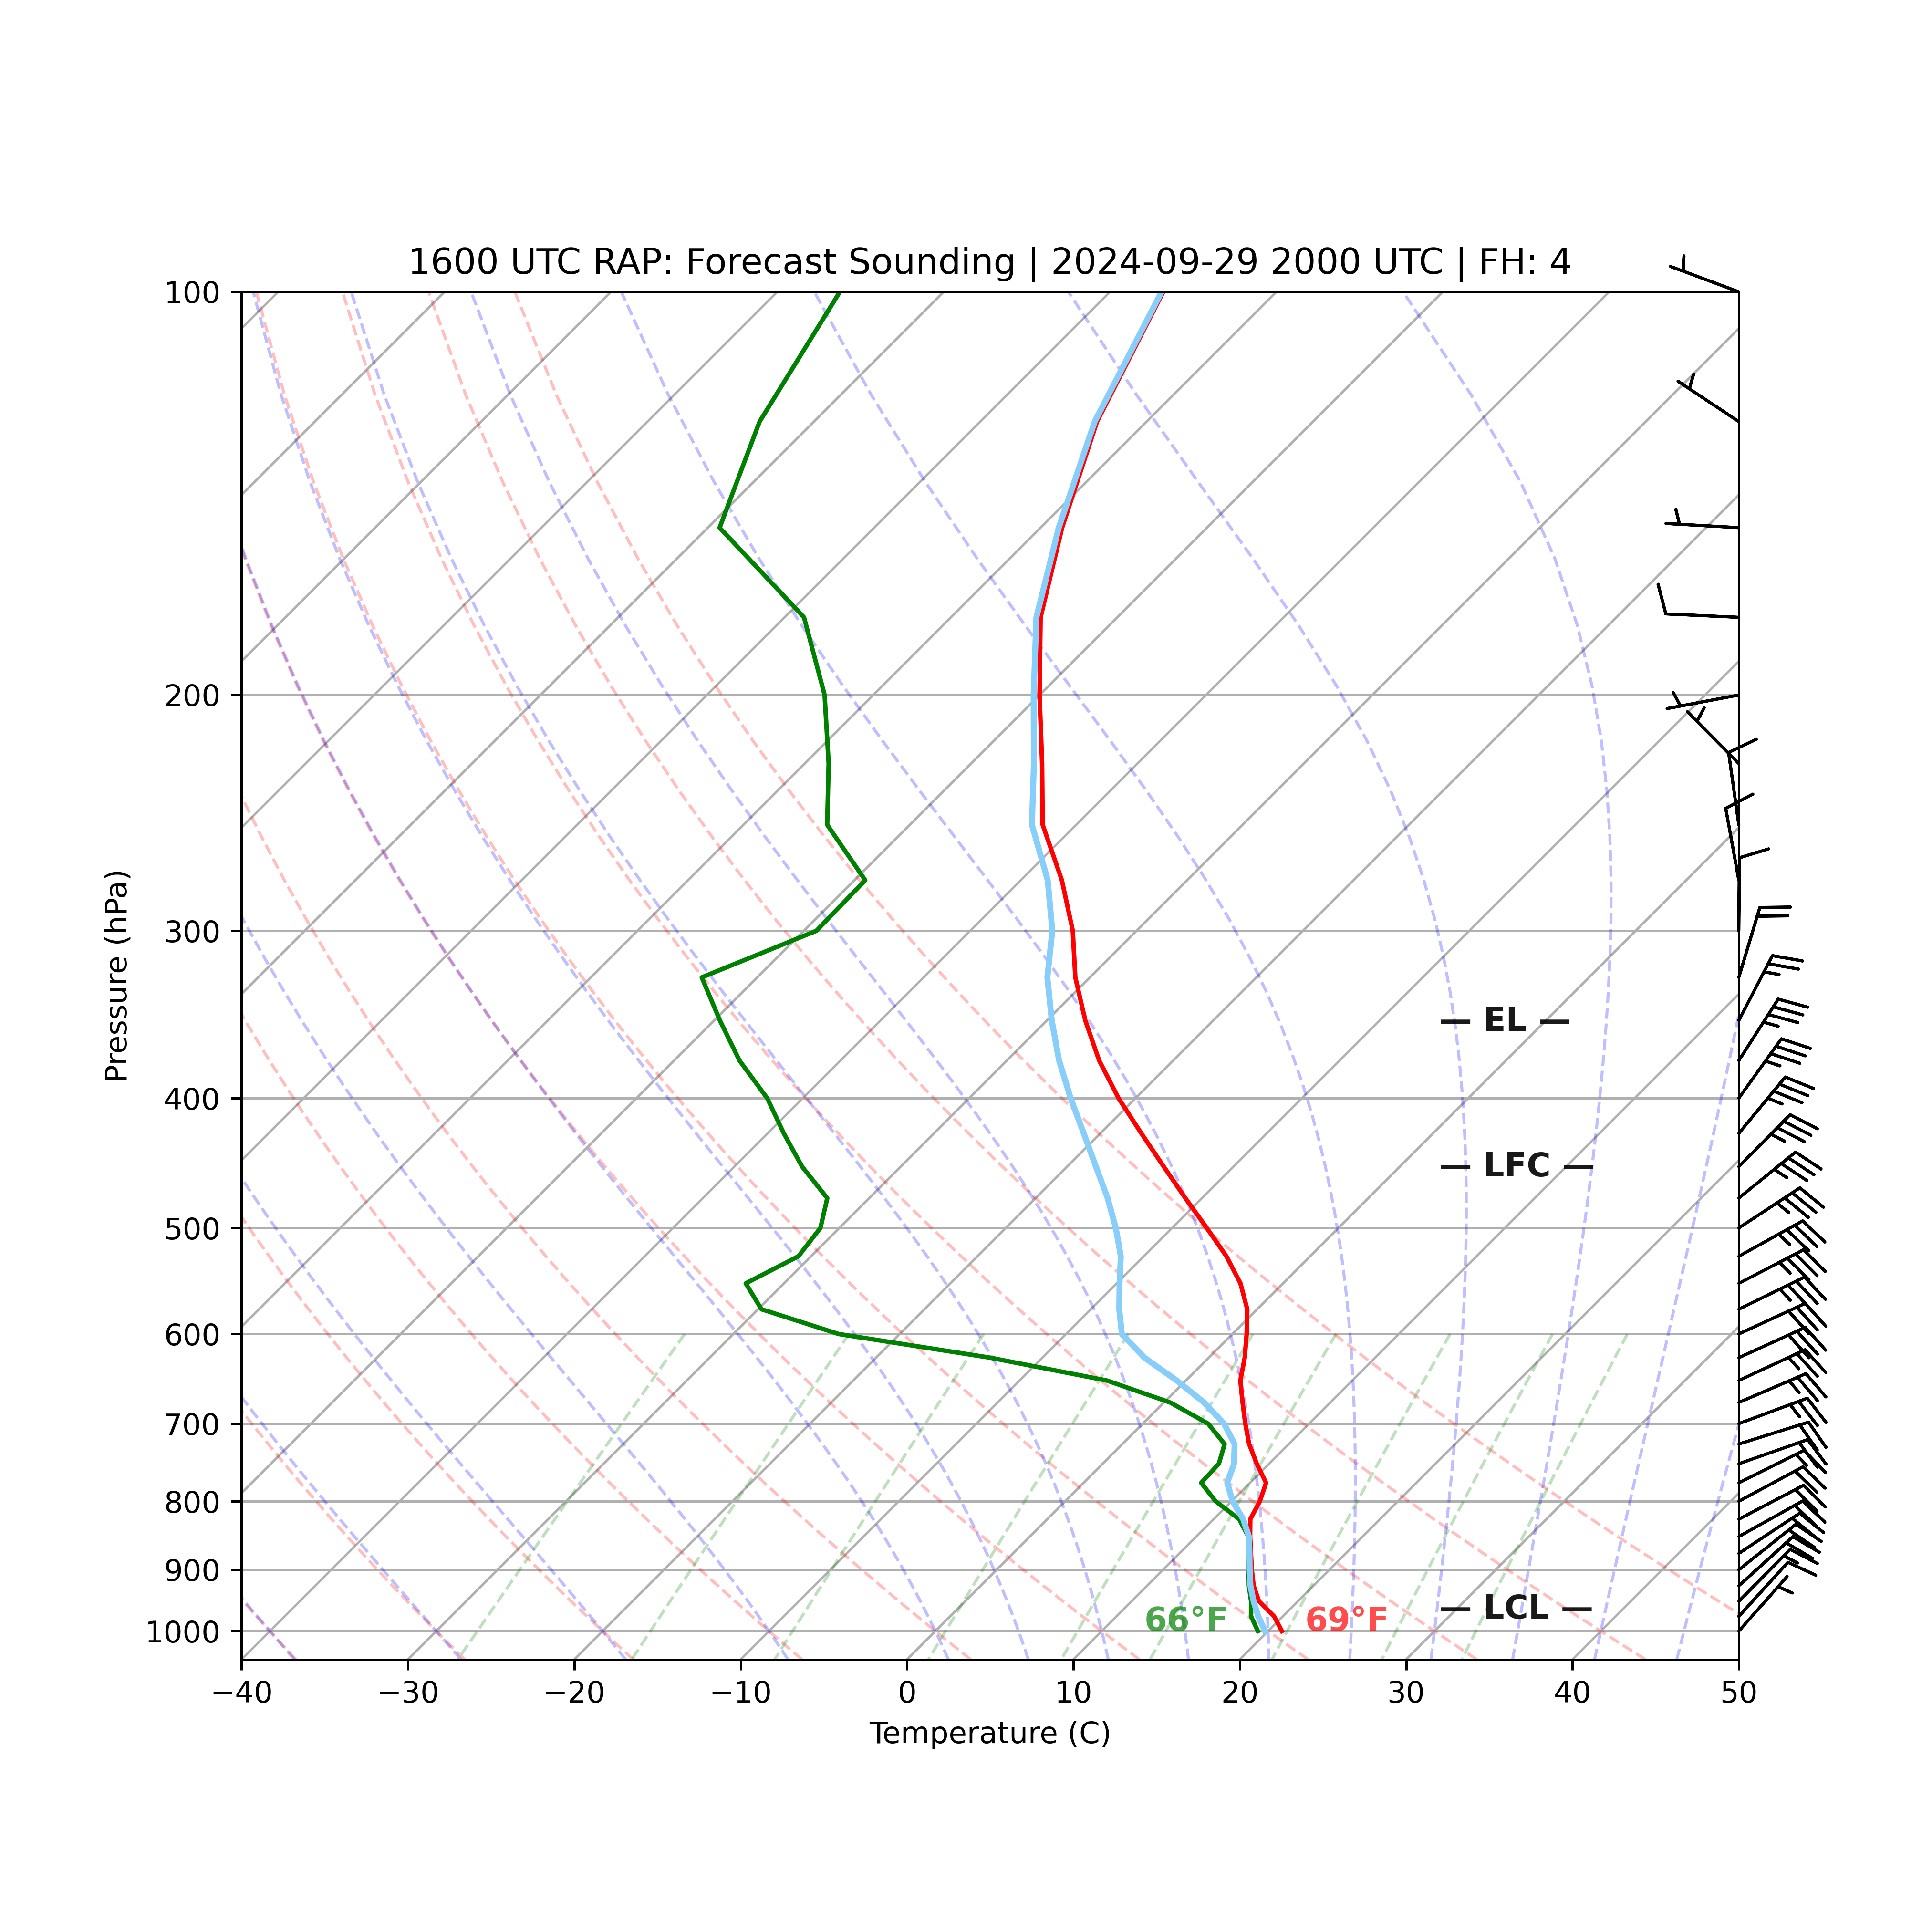 1600 UTC RAP: Forecast Sounding | 2024-09-29 2000 UTC | FH: 4
100
200
300
400
500
600
700
800
900
1000
Pressure (hPa)
— EL —
— LFC —
— LCL —
66°F
69°F
−40 −30 −20 −10 0 10 20 30 40 50
Temperature (C)